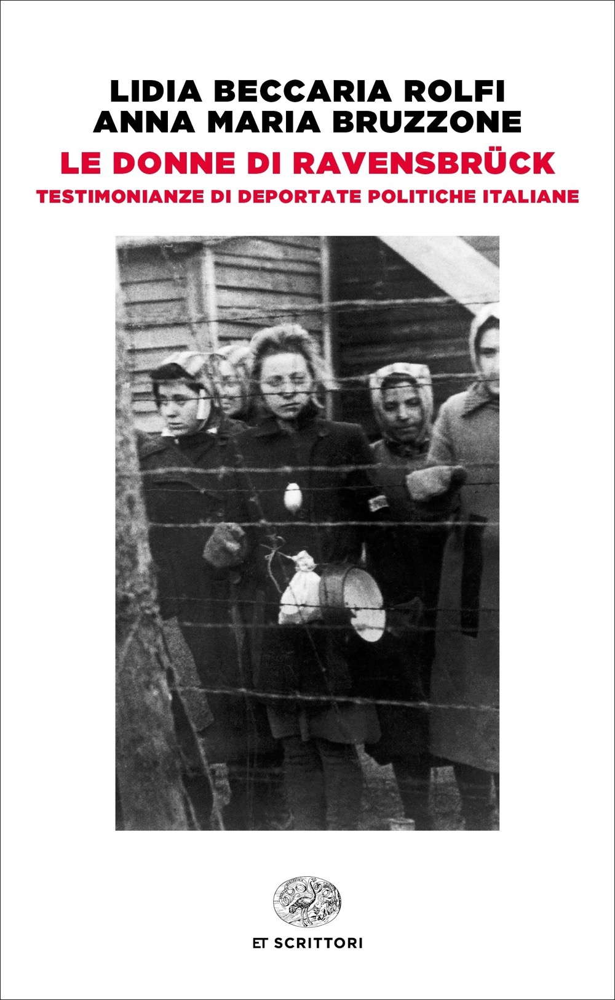 LIDIA BECCARIA ROLFI
ANNA MARIA BRUZZONE
LE DONNE DI RAVENSBRÜCK
TESTIMONIANZE DI DEPORTATE POLITICHE ITALIANE
ET SCRITTORI